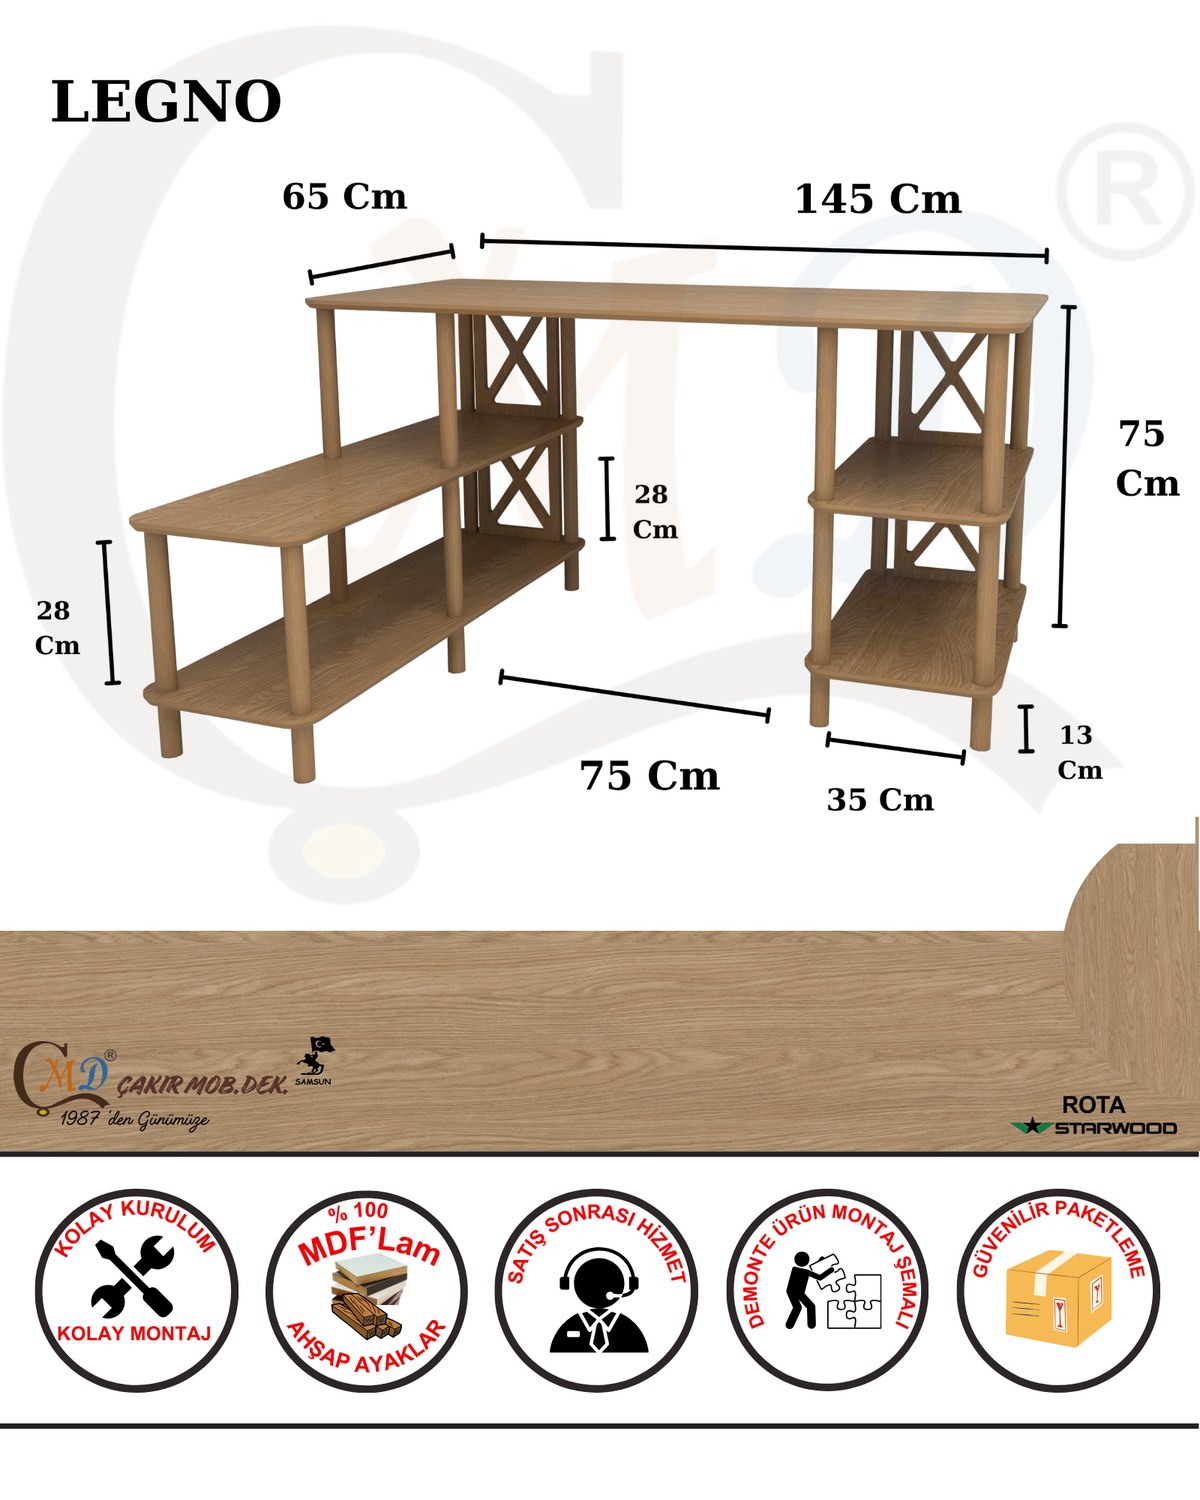 LEGNO
65 Cm
145 Cm
®
75
Cm
28
Cm
28
Cm
75 Cm
35 Cm
13
Cm
ÇMD®
ÇAKIR MOB.DEK.
SAMSUN
1987 'den Günümüze
ROTA
STARWOOD
KOLAY KURULUM
KOLAY MONTAJ
% 100
MDF'Lam
AHŞAP AYAKLAR
SATIŞ SONRASI HİZMET
DEMONTE ÜRÜN MONTAJ ŞEMALI
GÜVENİLİR PAKETLEME